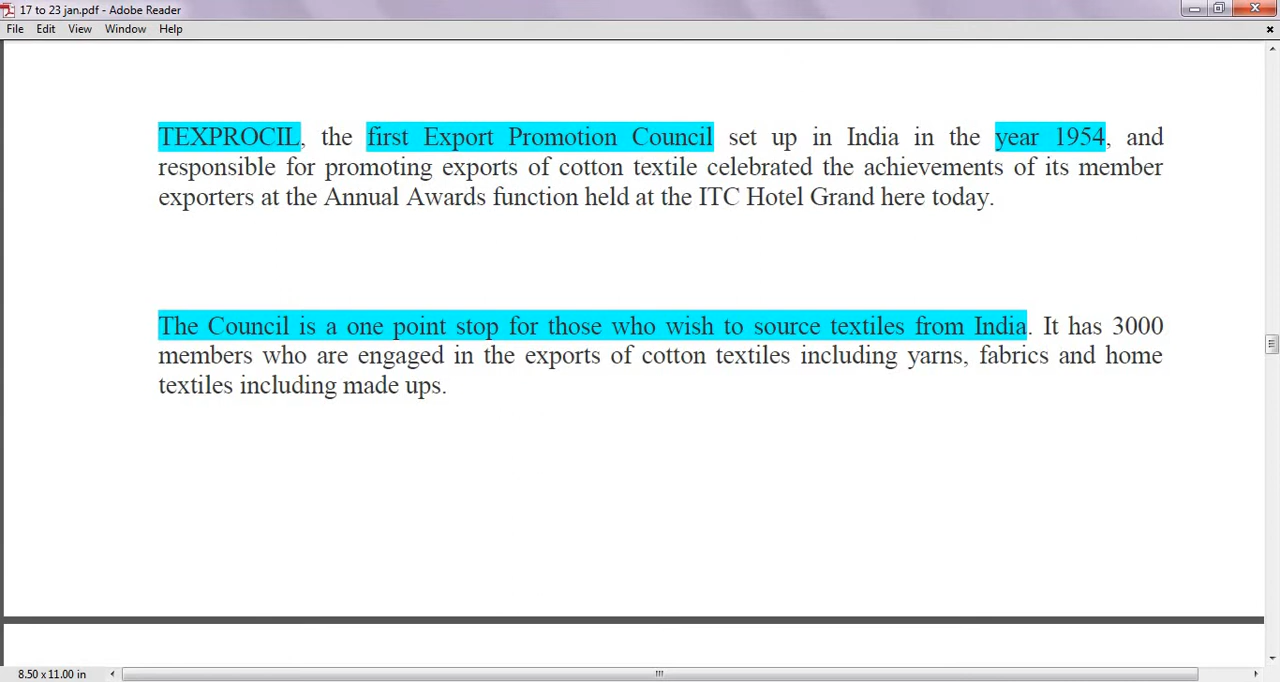 17 to 23 jan.pdf - Adobe Reader
File Edit View Window Help
TEXPROCIL, the first Export Promotion Council set up in India in the year 1954, and
responsible for promoting exports of cotton textile celebrated the achievements of its member
exporters at the Annual Awards function held at the ITC Hotel Grand here today.
The Council is a one point stop for those who wish to source textiles from India. It has 3000
members who are engaged in the exports of cotton textiles including yarns, fabrics and home
textiles including made ups.
8.50 x 11.00 in